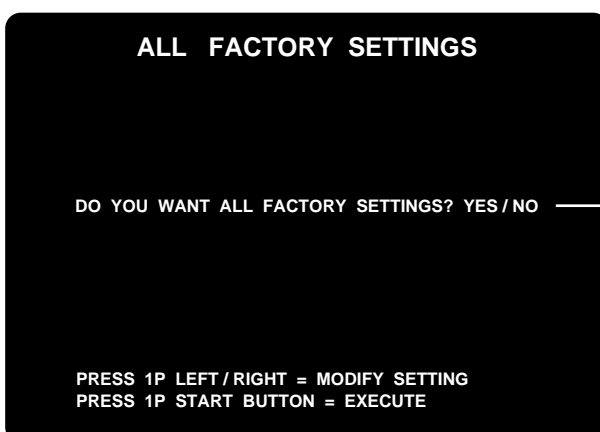 ALL FACTORY SETTINGS
DO YOU WANT ALL FACTORY SETTINGS? YES / NO
PRESS 1P LEFT / RIGHT = MODIFY SETTING
PRESS 1P START BUTTON = EXECUTE